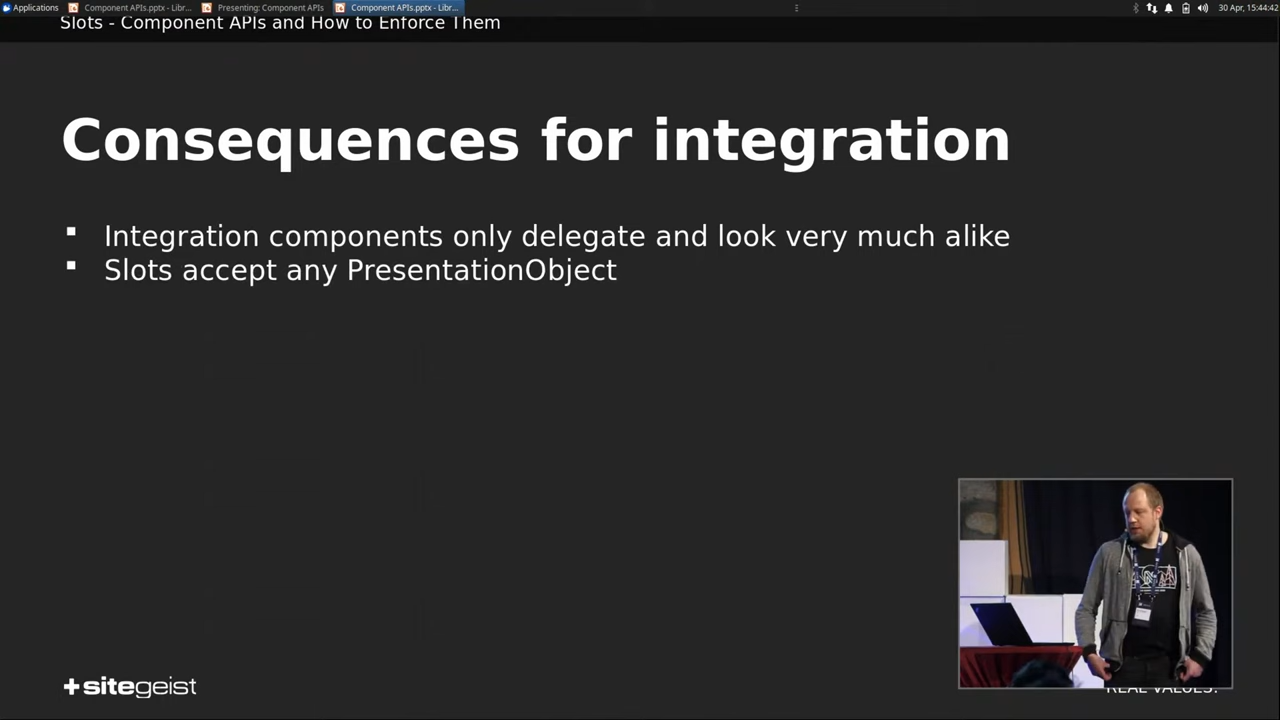 Applications
Component APIs.pptx - Libr...
Presenting: Component APIs
Component APIs.pptx - Libr...
30 Apr, 15:44:42
Slots - Component APIs and How to Enforce Them
Consequences for integration
▪ Integration components only delegate and look very much alike
▪ Slots accept any PresentationObject
+sitegeist
REAL VALUES.